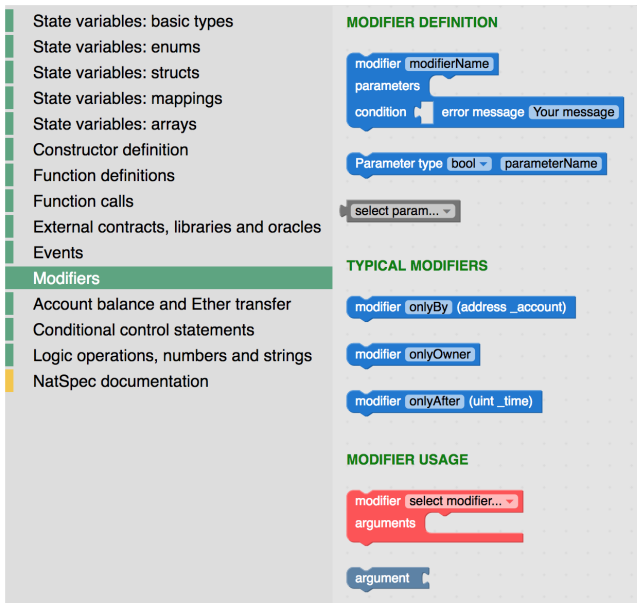 State variables: basic types
State variables: enums
State variables: structs
State variables: mappings
State variables: arrays
Constructor definition
Function definitions
Function calls
External contracts, libraries and oracles
Events
Modifiers
Account balance and Ether transfer
Conditional control statements
Logic operations, numbers and strings
NatSpec documentation
MODIFIER DEFINITION
modifier modifierName
parameters
condition error message Your message
Parameter type bool parameterName
select param...
TYPICAL MODIFIERS
modifier onlyBy (address _account)
modifier onlyOwner
modifier onlyAfter (uint _time)
MODIFIER USAGE
modifier select modifier...
arguments
argument